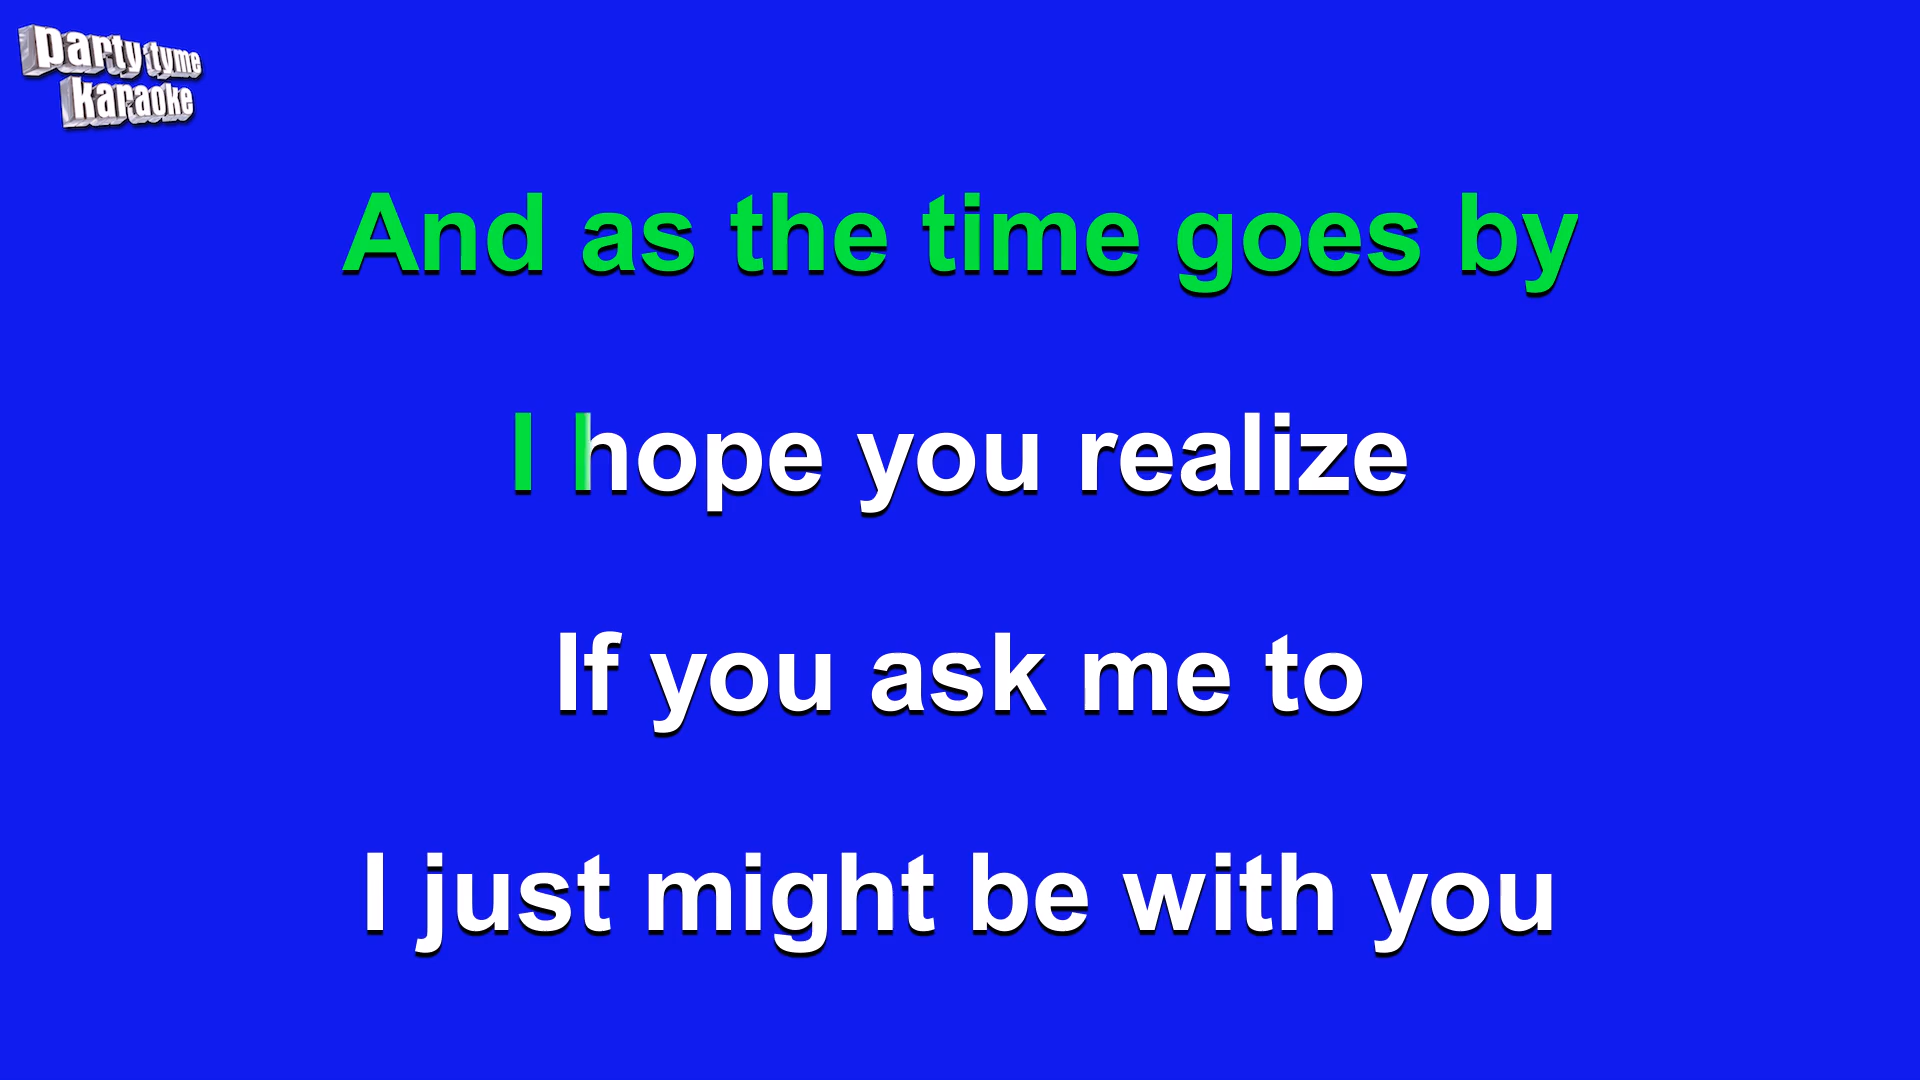 party tyme
karaoke
And as the time goes by
I hope you realize
If you ask me to
I just might be with you